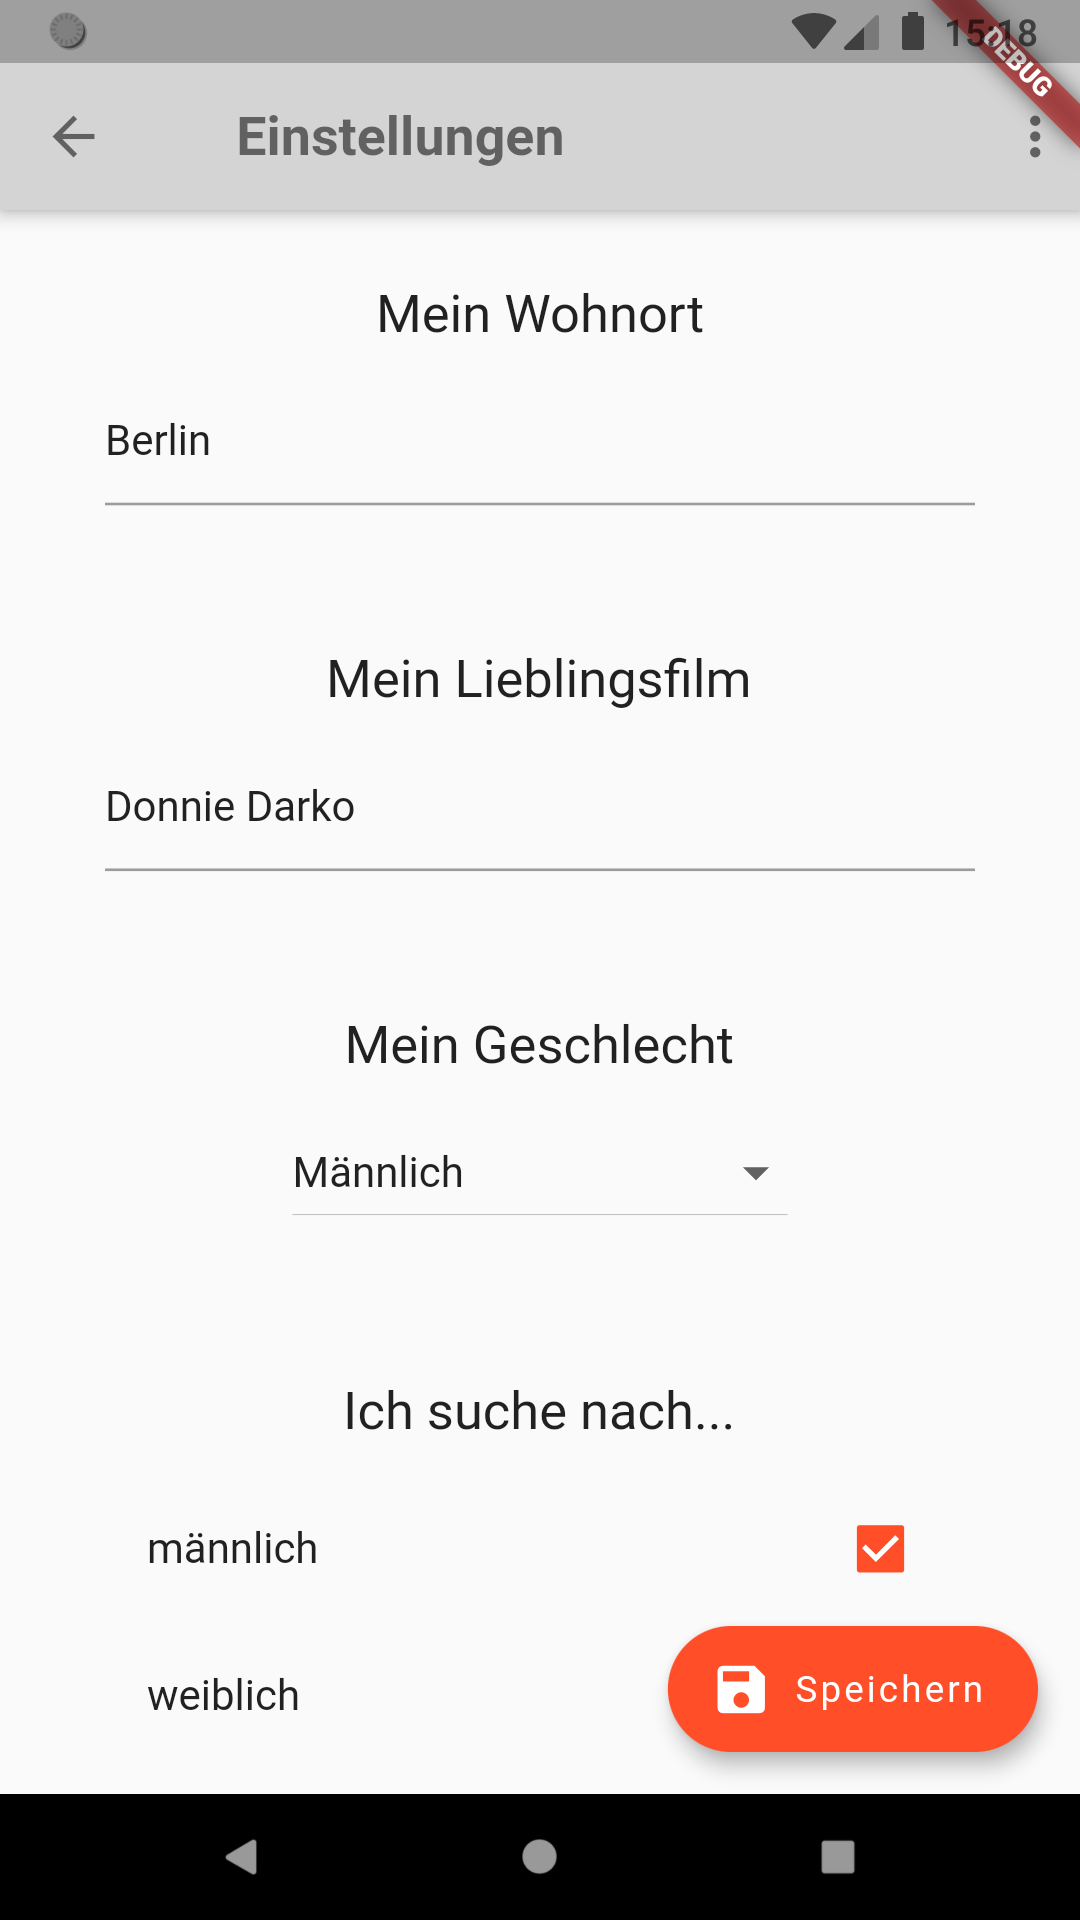 15:18
DEBUG
Einstellungen
Mein Wohnort
Berlin
Mein Lieblingsfilm
Donnie Darko
Mein Geschlecht
Männlich
Ich suche nach...
männlich
weiblich
Speichern